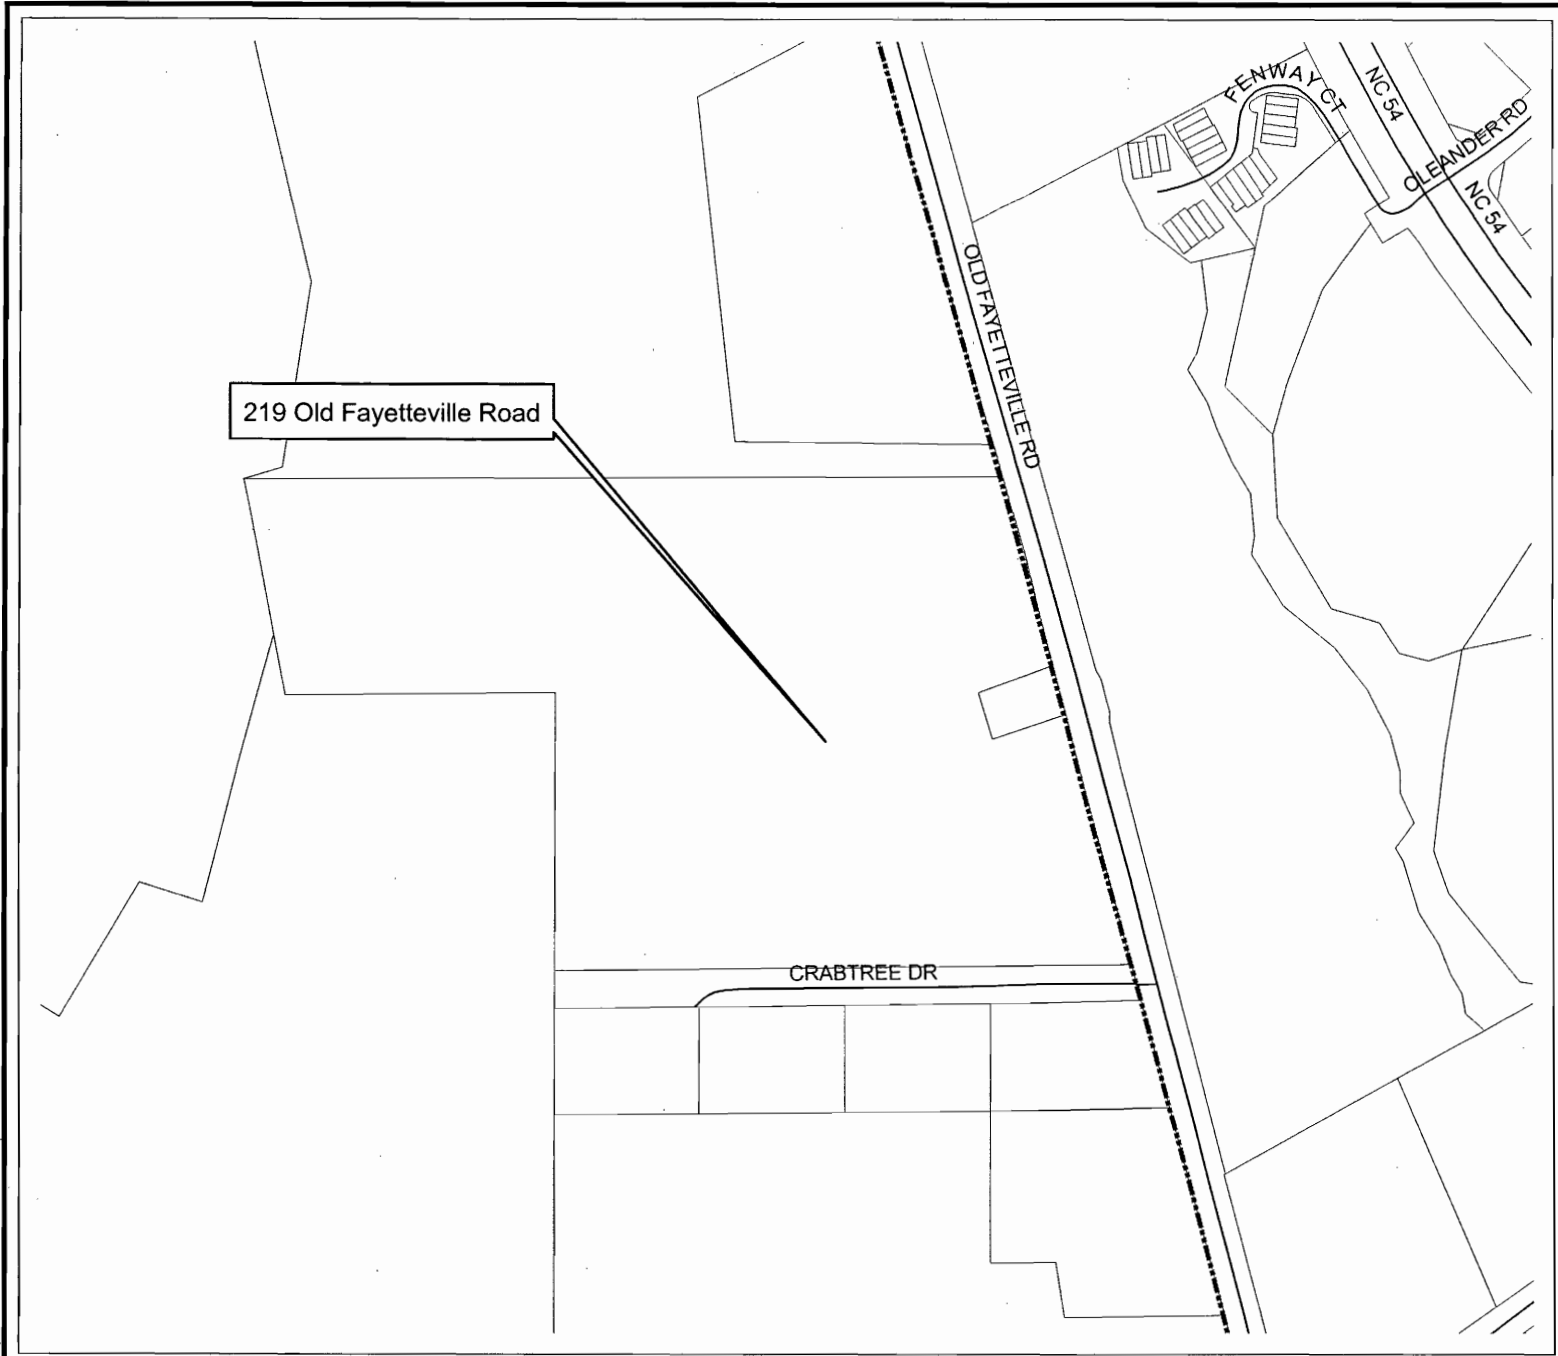 FENWAY CT
NC 54
OLEANDER RD
NC 54
OLD FAYETTEVILLE RD
219 Old Fayetteville Road
CRABTREE DR